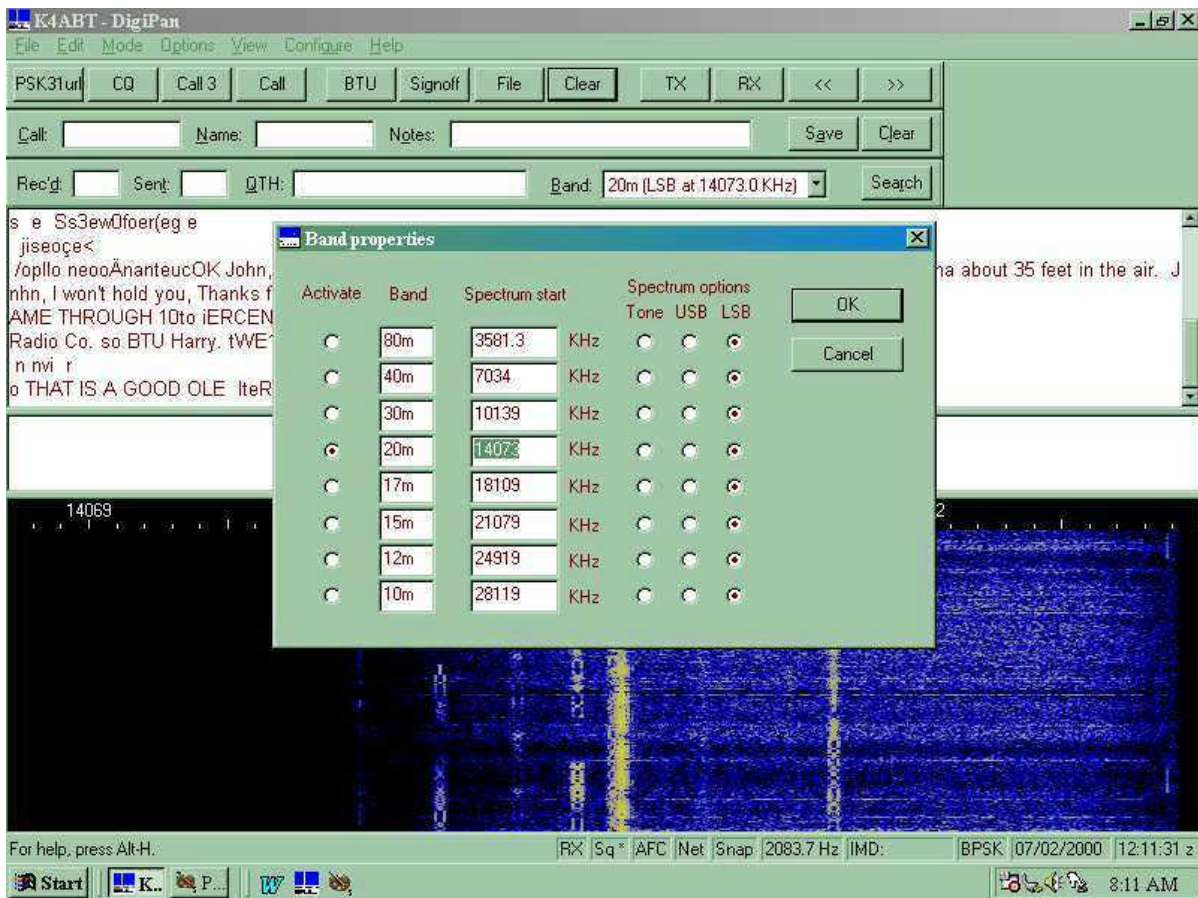 K4ABT - DigiPan
File Edit Mode Options View Configure Help
PSK31url CQ Call 3 Call BTU Signoff File Clear TX RX << >>
Call: Name: Notes: Save Clear
Rec'd: Sent: QTH: Band: 20m (LSB at 14073.0 KHz) Search
s e Ss3ew0foer(eg e
jiseoçe<
/opllo neooÄnanteucOK John, na about 35 feet in the air. J
nhn, I won't hold you, Thanks f
AME THROUGH 10to iERCEN
Radio Co. so BTU Harry. tWE
n nvi r
o THAT IS A GOOD OLE IteR
Band properties
Activate Band Spectrum start Spectrum options
Tone USB LSB
OK
80m 3581.3 KHz
Cancel
40m 7034 KHz
30m 10139 KHz
20m 14073 KHz
17m 18109 KHz
15m 21079 KHz
12m 24919 KHz
10m 28119 KHz
14069 2
For help, press Alt-H. RX Sq* AFC Net Snap 2083.7 Hz IMD: BPSK 07/02/2000 12:11:31 z
Start K.. P... W 8:11 AM